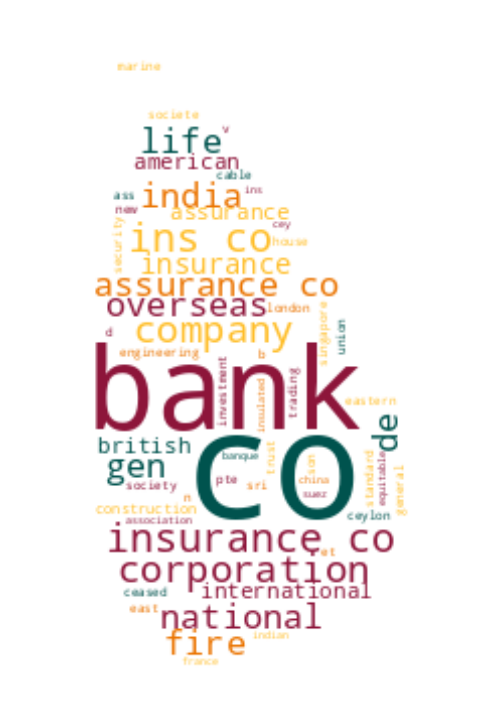 marine
societe
life
v
american
cable
ass
india
ins
new
assurance
cey
security
ins co
house
insurance
assurance co
overseas
london
singapore
d
company
union
engineering
b
bank
investment
insulated
trading
eastern
de
co
british
banque
trust
son
standard
equitable
general
gen
society
pte
sri
china
suez
n
construction
ceylon
association
insurance co
ret
corporation
ceased
international
east
national
fire
indian
france